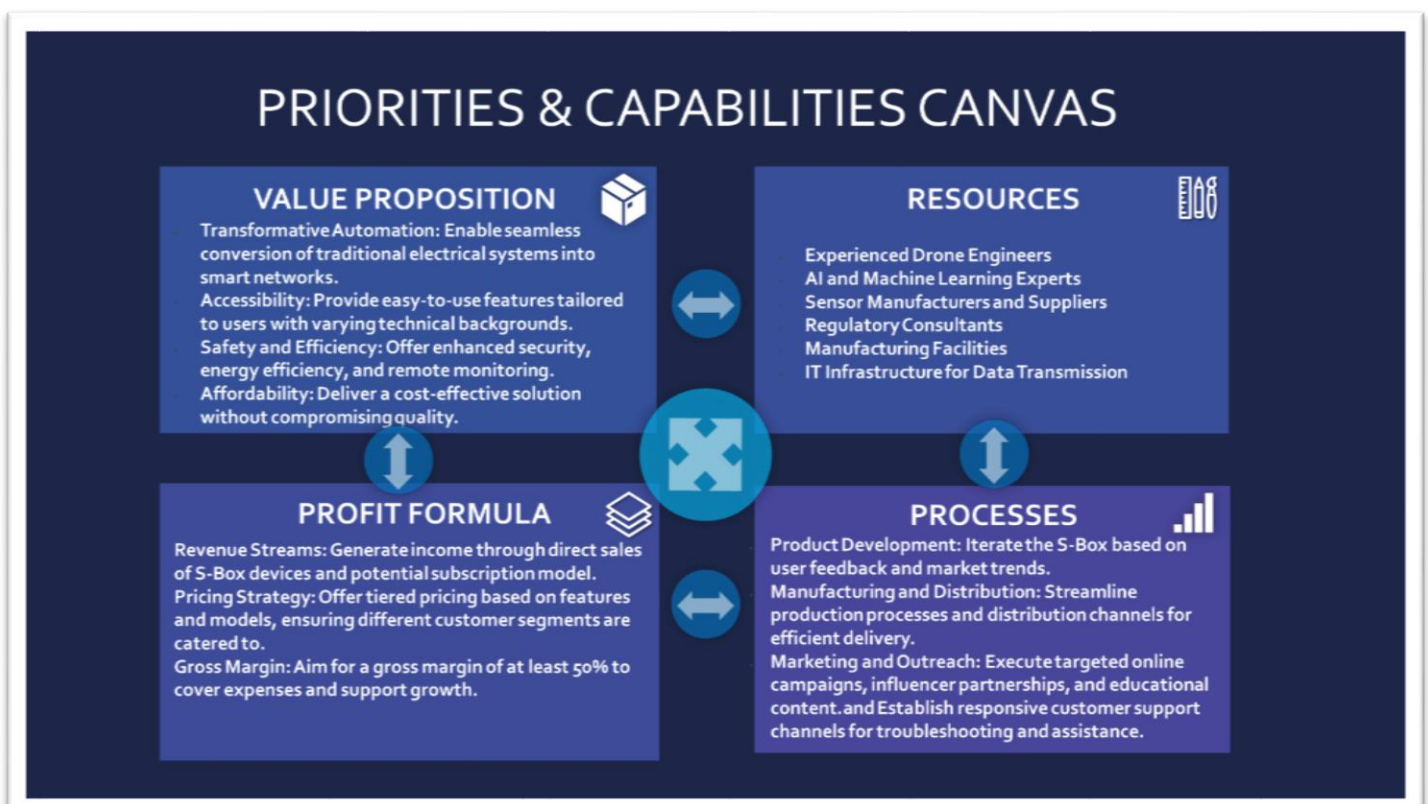 PRIORITIES & CAPABILITIES CANVAS
VALUE PROPOSITION
Transformative Automation: Enable seamless
conversion of traditional electrical systems into
smart networks.
Accessibility: Provide easy-to-use features tailored
to users with varying technical backgrounds.
Safety and Efficiency: Offer enhanced security,
energy efficiency, and remote monitoring.
Affordability: Deliver a cost-effective solution
without compromising quality.
RESOURCES
Experienced Drone Engineers
AI and Machine Learning Experts
Sensor Manufacturers and Suppliers
Regulatory Consultants
Manufacturing Facilities
IT Infrastructure for Data Transmission
PROFIT FORMULA
Revenue Streams: Generate income through direct sales
of S-Box devices and potential subscription model.
Pricing Strategy: Offer tiered pricing based on features
and models, ensuring different customer segments are
catered to.
Gross Margin: Aim for a gross margin of at least 50% to
cover expenses and support growth.
PROCESSES
Product Development: Iterate the S-Box based on
user feedback and market trends.
Manufacturing and Distribution: Streamline
production processes and distribution channels for
efficient delivery.
Marketing and Outreach: Execute targeted online
campaigns, influencer partnerships, and educational
content.and Establish responsive customer support
channels for troubleshooting and assistance.